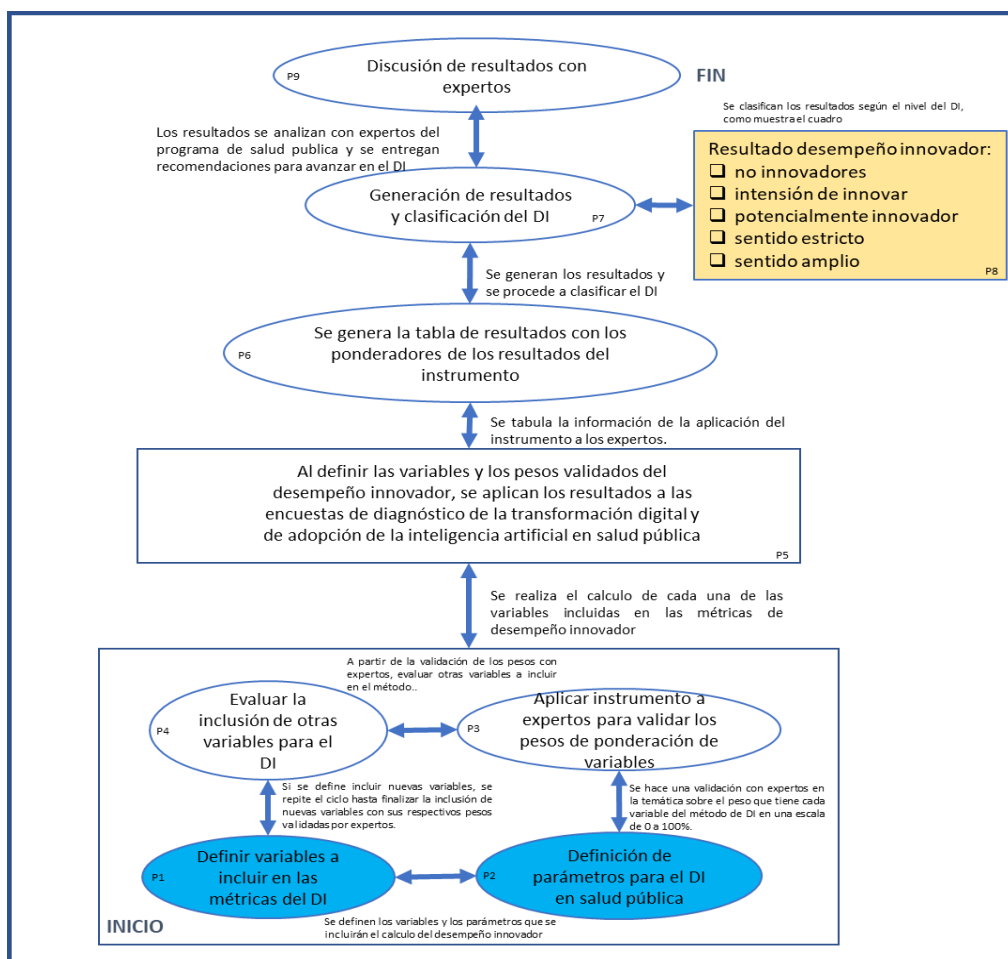 P9
Discusión de resultados con
expertos
FIN
Se clasifican los resultados según el nivel del DI,
como muestra el cuadro
Los resultados se analizan con expertos del
programa de salud publica y se entregan
recomendaciones para avanzar en el DI
Resultado desempeño innovador:
❑ no innovadores
❑ intensión de innovar
❑ potencialmente innovador
❑ sentido estricto
❑ sentido amplio
P8
Generación de resultados
y clasificación del DI
P7
Se generan los resultados y
se procede a clasificar el DI
Se genera la tabla de resultados con los
ponderadores de los resultados del
instrumento
P6
Se tabula la información de la aplicación del
instrumento a los expertos.
Al definir las variables y los pesos validados del
desempeño innovador, se aplican los resultados a las
encuestas de diagnóstico de la transformación digital y
de adopción de la inteligencia artificial en salud pública
P5
Se realiza el calculo de cada una de las
variables incluidas en las métricas de
desempeño innovador
A partir de la validación de los pesos con
expertos, evaluar otras variables a incluir
en el método..
P4
Evaluar la
inclusión de otras
variables para el
DI
P3
Aplicar instrumento a
expertos para validar los
pesos de ponderación de
variables
Si se define incluir nuevas variables, se
repite el ciclo hasta finalizar la inclusión de
nuevas variables con sus respectivos pesos
validadas por expertos.
Se hace una validación con expertos en
la temática sobre el peso que tiene cada
variable del método de DI en una escala
de 0 a 100%.
P1
Definir variables a
incluir en las
métricas del DI
P2
Definición de
parámetros para el DI
en salud pública
INICIO
Se definen los variables y los parámetros que se
incluirán el calculo del desempeño innovador